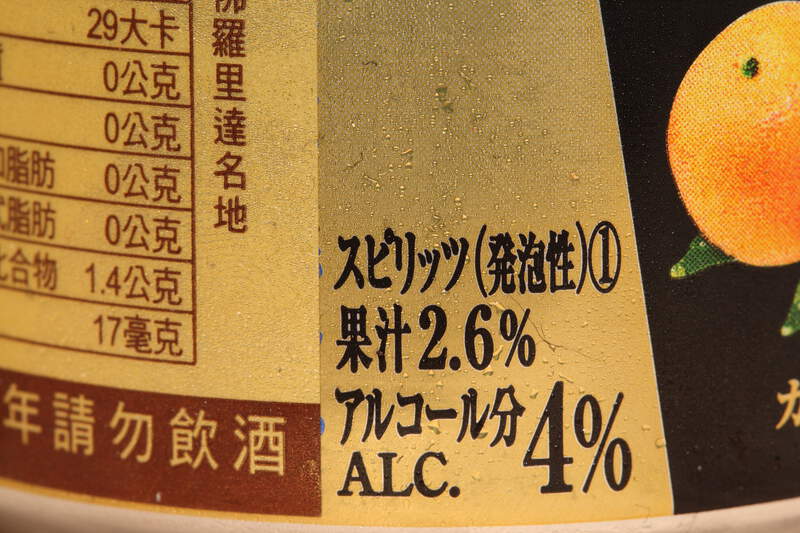 29大卡
0公克
0公克
脂肪 0公克
脂肪 0公克
化合物 1.4公克
17毫克
佛羅里達名地
年請勿飲酒
スピリッツ(発泡性)①
果汁2.6%
アルコール分 4%
ALC.